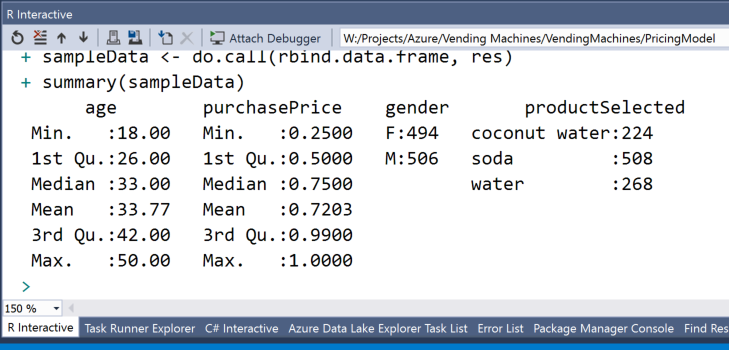 R Interactive
Attach Debugger W:/Projects/Azure/Vending Machines/VendingMachines/PricingModel
+ sampleData <- do.call(rbind.data.frame, res)
+ summary(sampleData)
age purchasePrice gender productSelected
Min. :18.00 Min. :0.2500 F:494 coconut water:224
1st Qu.:26.00 1st Qu.:0.5000 M:506 soda :508
Median :33.00 Median :0.7500 water :268
Mean :33.77 Mean :0.7203
3rd Qu.:42.00 3rd Qu.:0.9900
Max. :50.00 Max. :1.0000
>
150 %
R Interactive Task Runner Explorer C# Interactive Azure Data Lake Explorer Task List Error List Package Manager Console Find Res